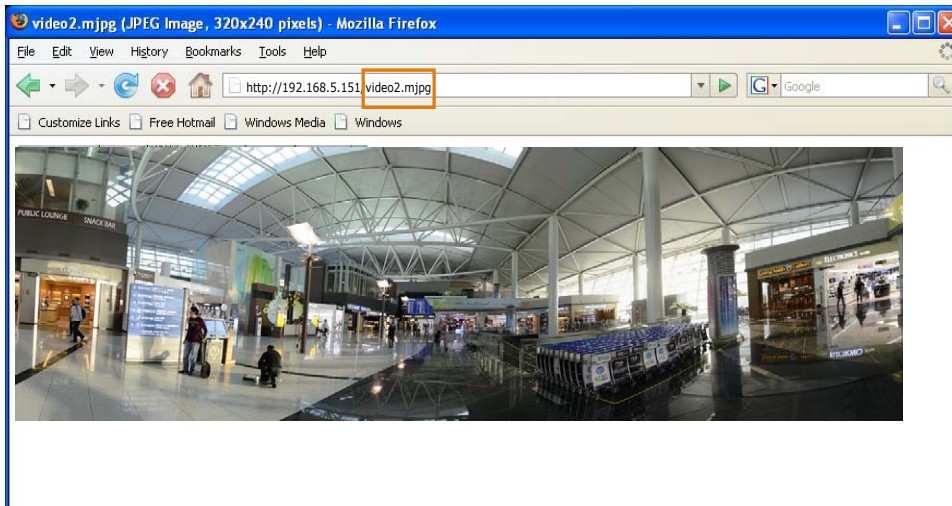 video2.mjpg (JPEG Image, 320x240 pixels) - Mozilla Firefox
File Edit View History Bookmarks Tools Help
http://192.168.5.151/video2.mjpg
G Google
Customize Links Free Hotmail Windows Media Windows
PUBLIC LOUNGE SNACK BAR
ELECTRONICS